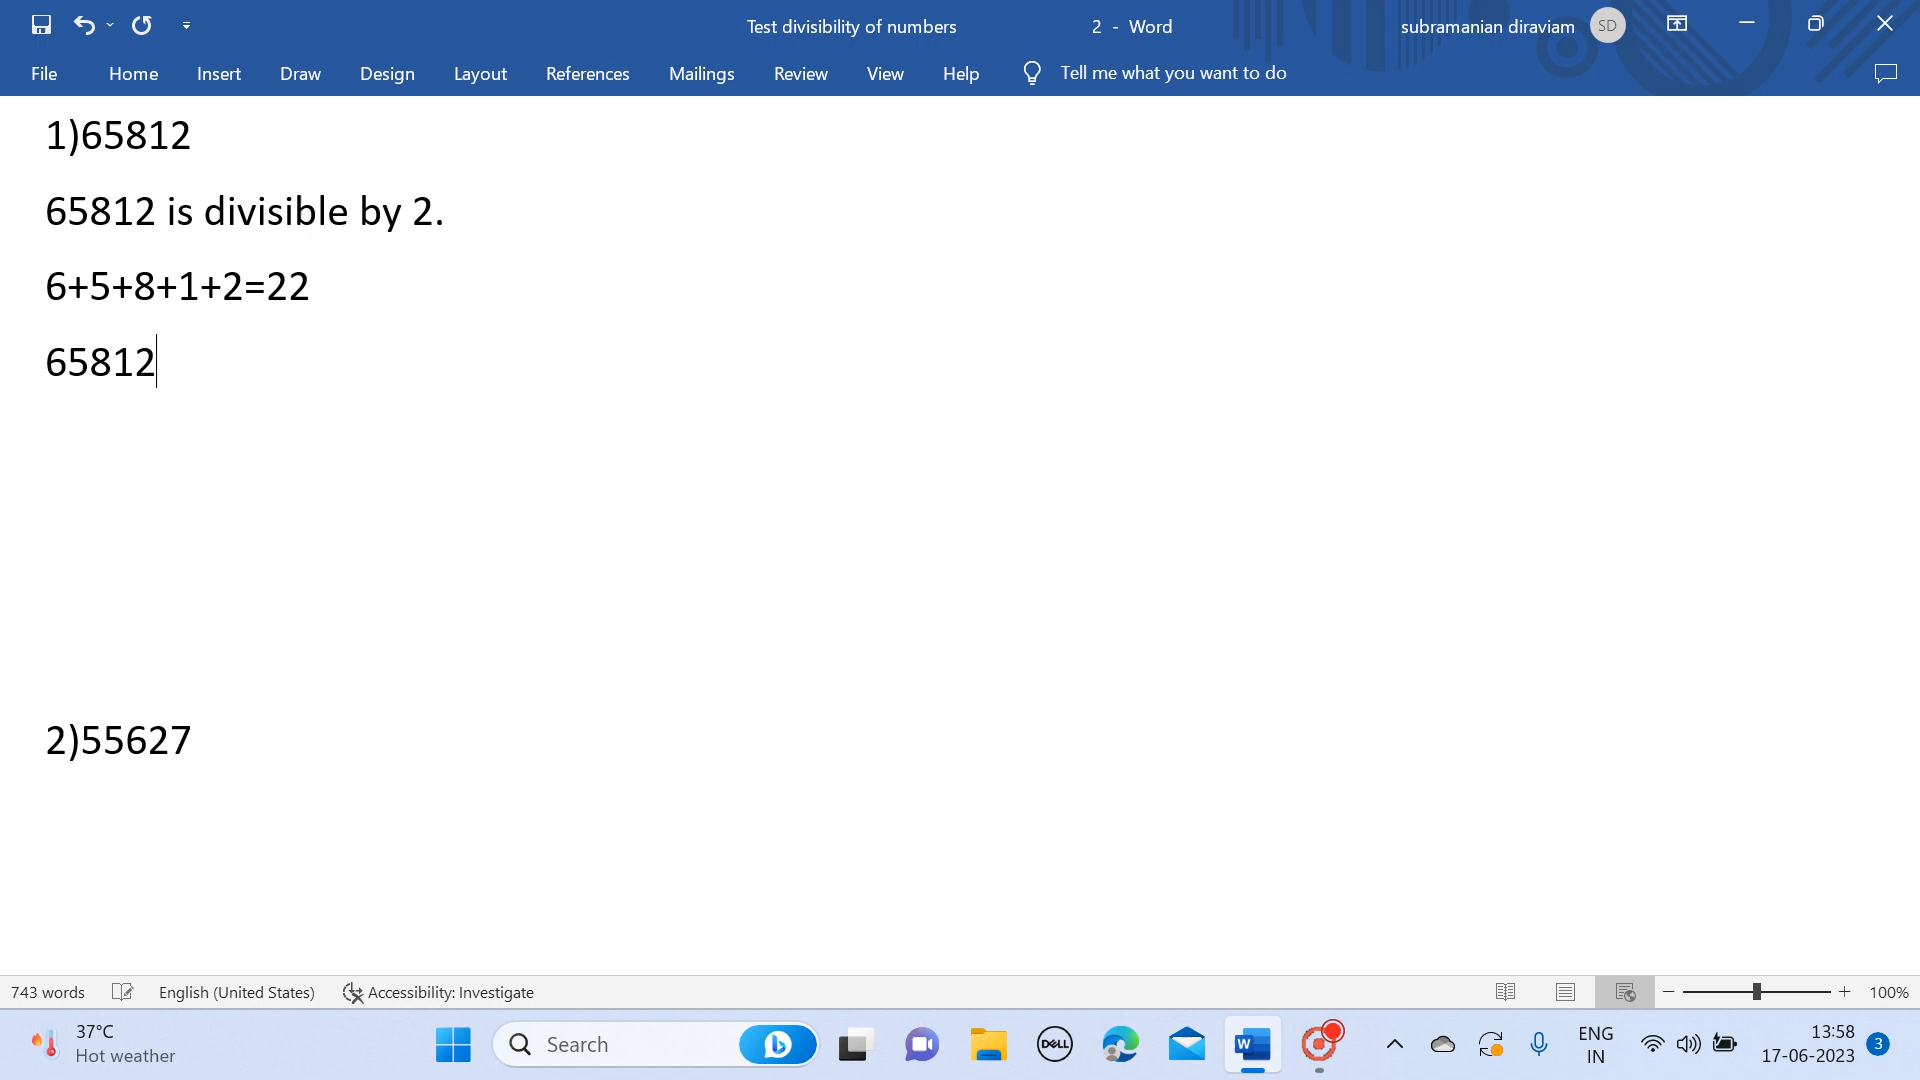 Test divisibility of numbers 2 - Word
subramanian diraviam SD
File Home Insert Draw Design Layout References Mailings Review View Help Tell me what you want to do
1)65812
65812 is divisible by 2.
6+5+8+1+2=22
65812
2)55627
743 words English (United States) Accessibility: Investigate 100%
37°C
Hot weather
Search
DELL
W
ENG
IN
13:58
17-06-2023
3